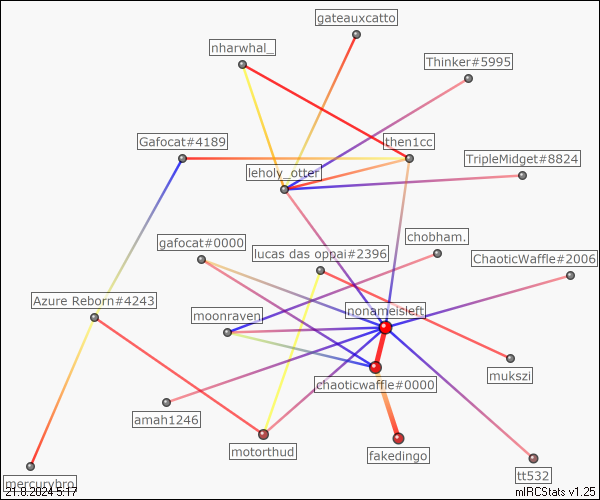 gateauxcatto
nharwhal_
Thinker#5995
Gafocat#4189
then1cc
TripleMidget#8824
leholy_otter
chobham.
gafocat#0000
lucas das oppai#2396
ChaoticWaffle#2006
Azure Reborn#4243
nonameisleft
moonraven
mukszi
chaoticwaffle#0000
amah1246
motorthud
fakedingo
tt532
mercurybro
21.8.2024 5:17
mIRCStats v1.25